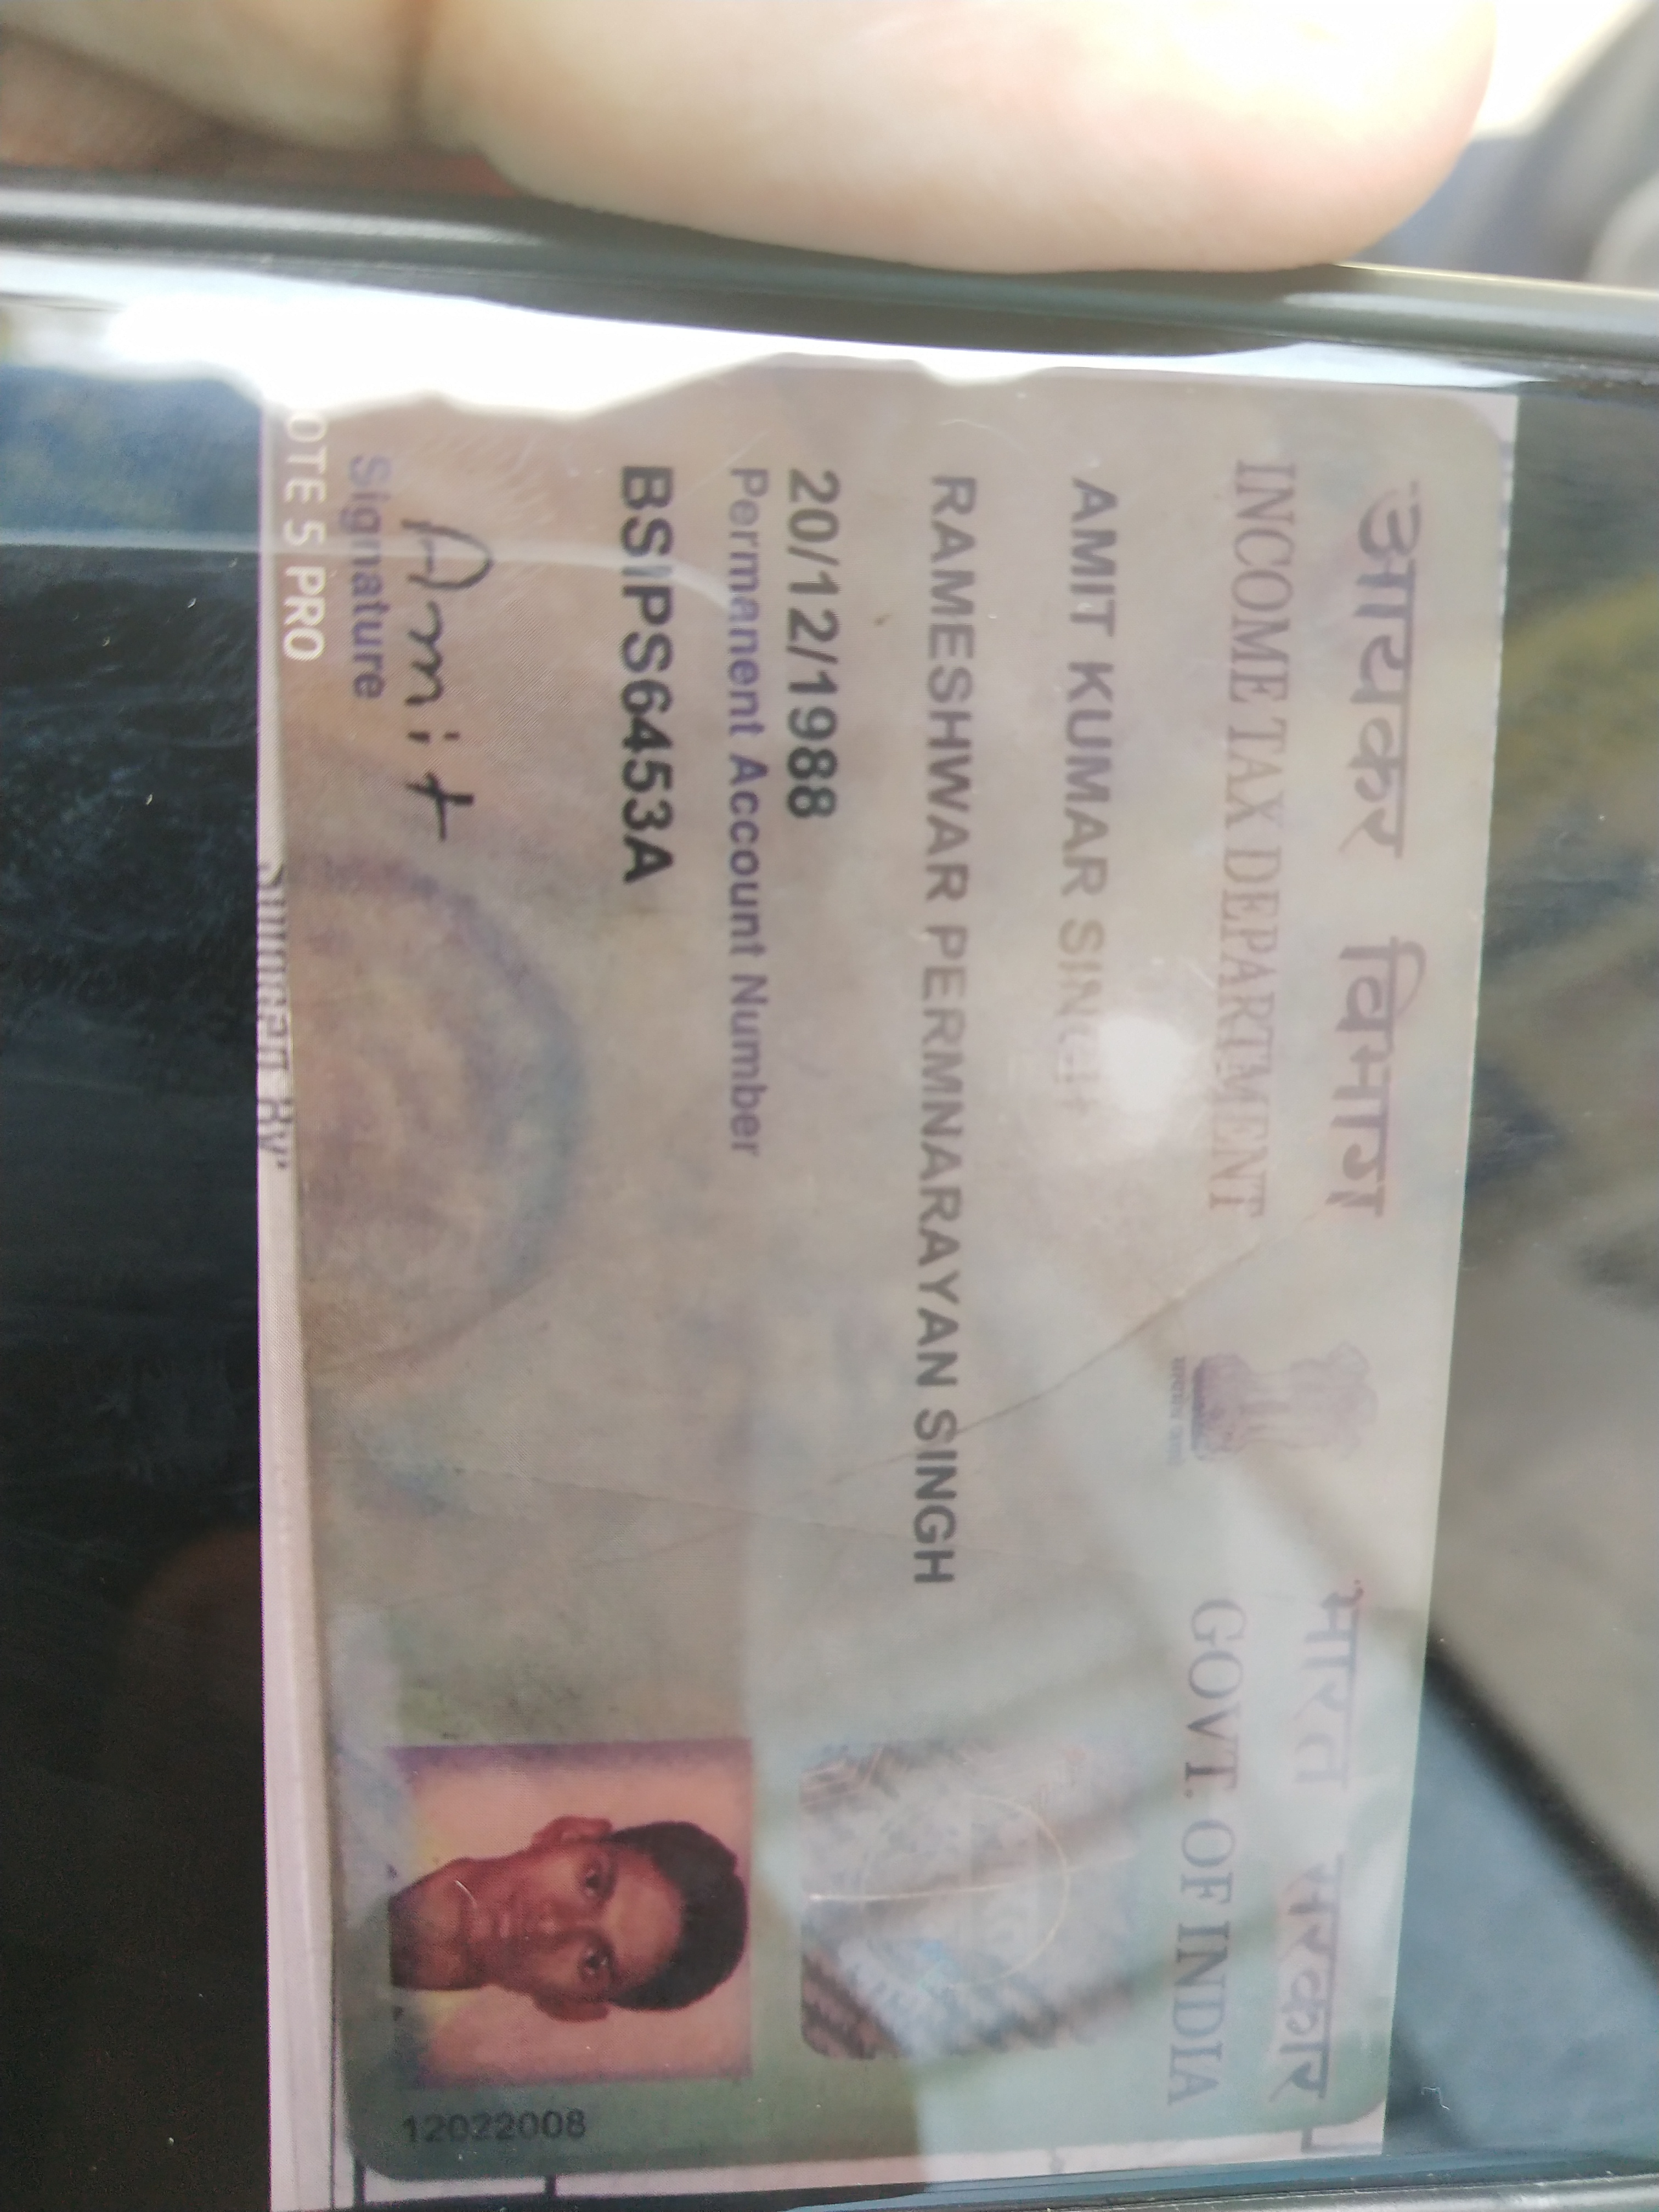 आयकर विभाग
INCOME TAX DEPARTMENT
भारत सरकार
GOVT. OF INDIA
AMIT KUMAR SINGH
RAMESHWAR PERMNARAYAN SINGH
20/12/1988
Permanent Account Number
BSIPS6453A
Amit
Signature
OTE 5 PRO
12022008